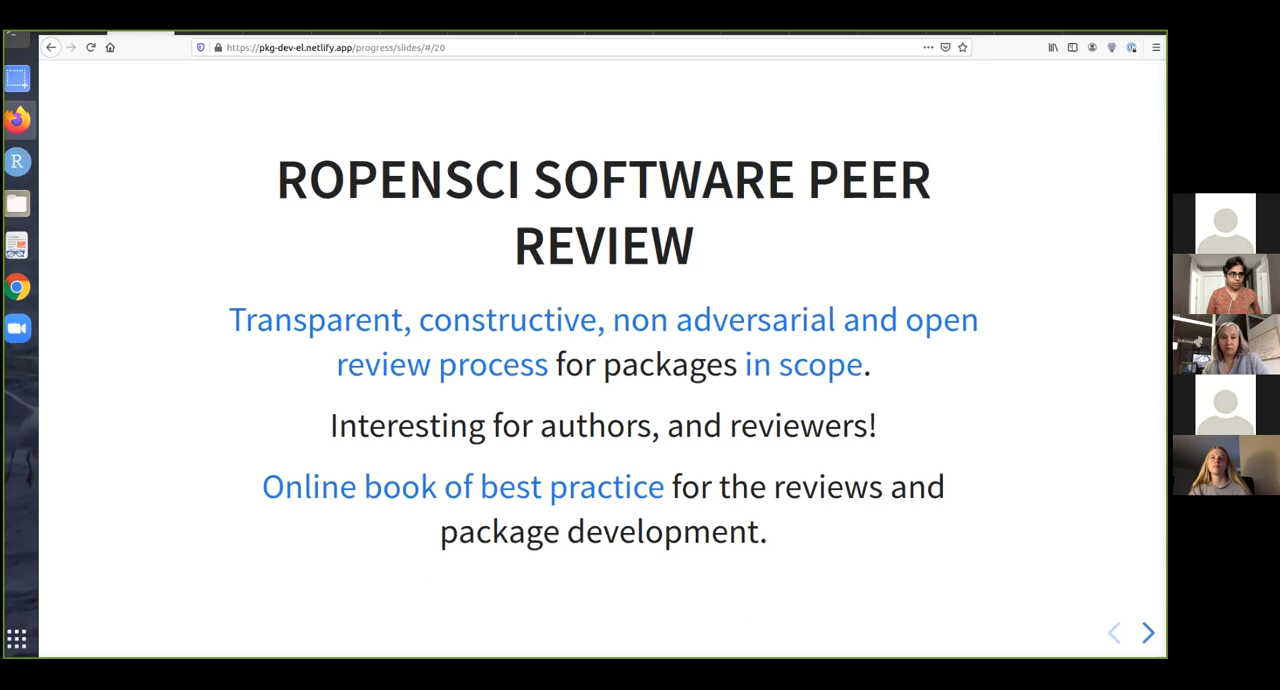 https://pkg-dev-el.netlify.app/progress/slides/#/20
ROPENSCI SOFTWARE PEER
REVIEW
Transparent, constructive, non adversarial and open
review process for packages in scope.
Interesting for authors, and reviewers!
Online book of best practice for the reviews and
package development.
R